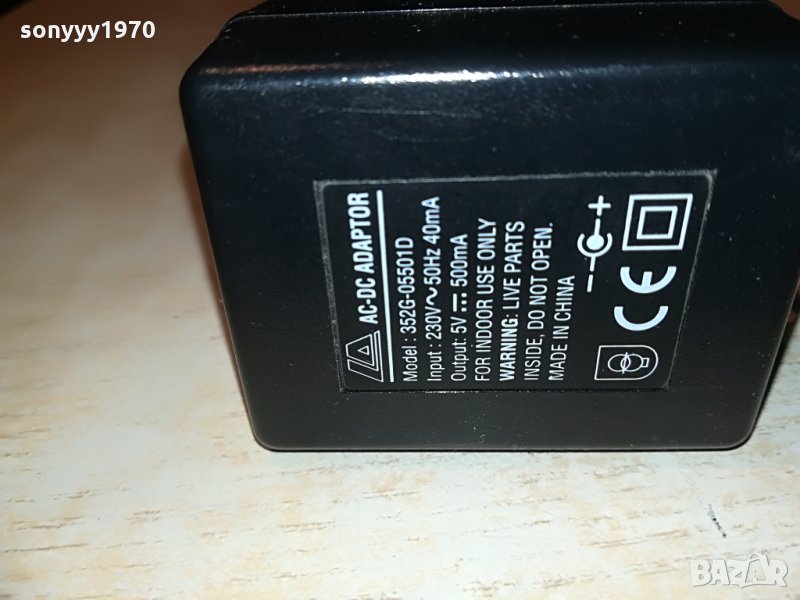 sonyyy1970
AC-DC ADAPTOR
Model : 352G-05501D
Input : 230V~50Hz 40mA
Output: 5V⎓ 500mA
FOR INDOOR USE ONLY
WARNING: LIVE PARTS
INSIDE, DO NOT OPEN.
MADE IN CHINA
- +
CE
BAZAR